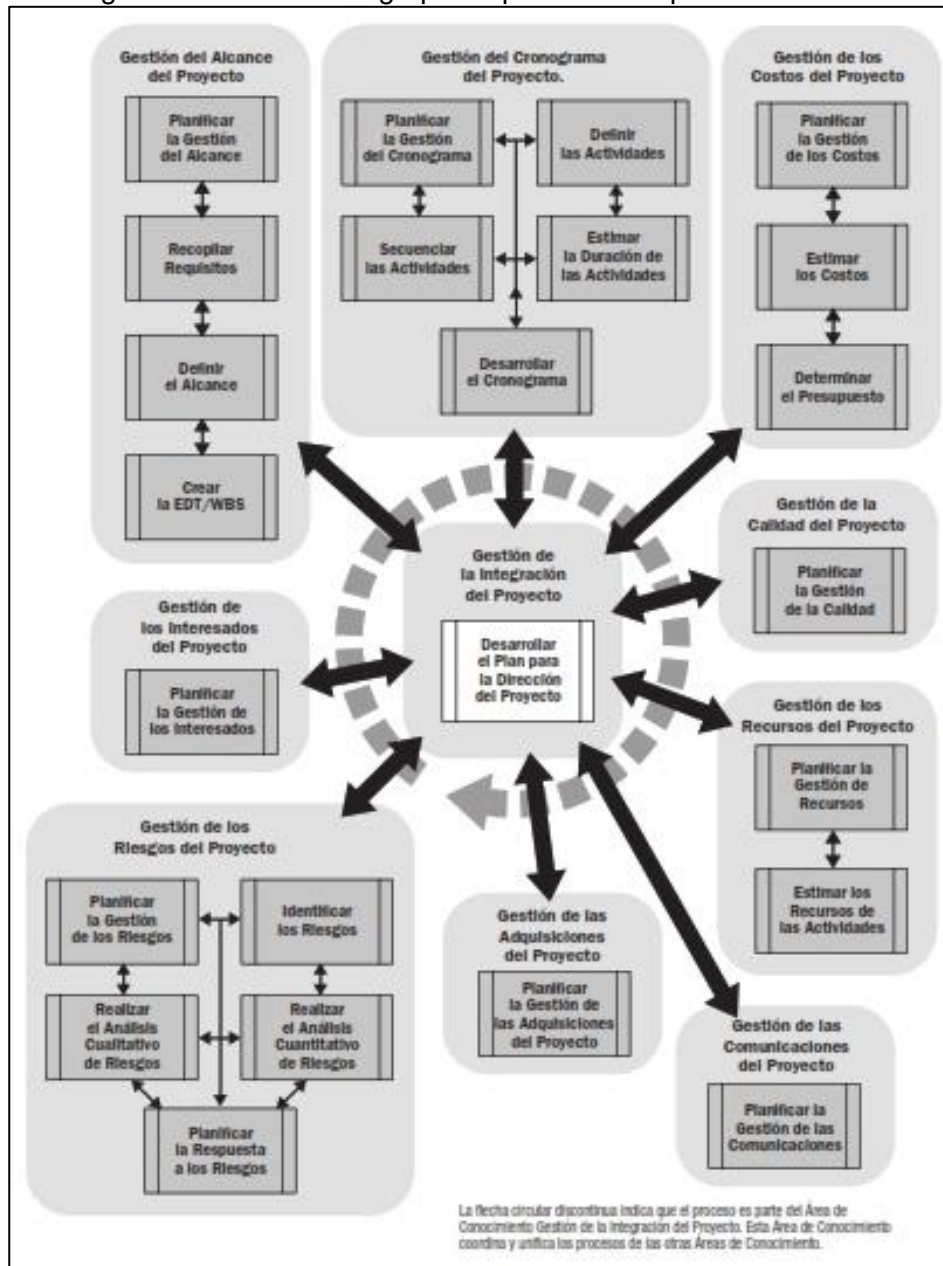 Gestión del Alcance
del Proyecto
Planificar
la Gestión
del Alcance
Recopilar
Requisitos
Definir
el Alcance
Crear
la EDT/WBS
Gestión del Cronograma
del Proyecto.
Planificar
la Gestión
del Cronograma
Definir
las Actividades
Secuenciar
las Actividades
Estimar
la Duración de
las Actividades
Desarrollar
el Cronograma
Gestión de los
Costos del Proyecto
Planificar
la Gestión
de los Costos
Estimar
los Costos
Determinar
el Presupuesto
Gestión de
la Integración
del Proyecto
Desarrollar
el Plan para
la Dirección
del Proyecto
Gestión de la
Calidad del Proyecto
Planificar
la Gestión
de la Calidad
Gestión de
los Interesados
del Proyecto
Planificar
la Gestión de
los Interesados
Gestión de los
Recursos del Proyecto
Planificar la
Gestión de
Recursos
Estimar los
Recursos de
las Actividades
Gestión de los
Riesgos del Proyecto
Planificar
la Gestión
de los Riesgos
Identificar
los Riesgos
Realizar
el Análisis
Cualitativo
de Riesgos
Realizar
el Análisis
Cuantitativo
de Riesgos
Planificar
la Respuesta
a los Riesgos
Gestión de las
Adquisiciones
del Proyecto
Planificar
la Gestión de
las Adquisiciones
del Proyecto
Gestión de las
Comunicaciones
del Proyecto
Planificar la
Gestión de las
Comunicaciones
La flecha circular discontinua indica que el proceso es parte del Área de
Conocimiento Gestión de la Integración del Proyecto. Esta Área de Conocimiento
coordina y unifica los procesos de las otras Áreas de Conocimiento.